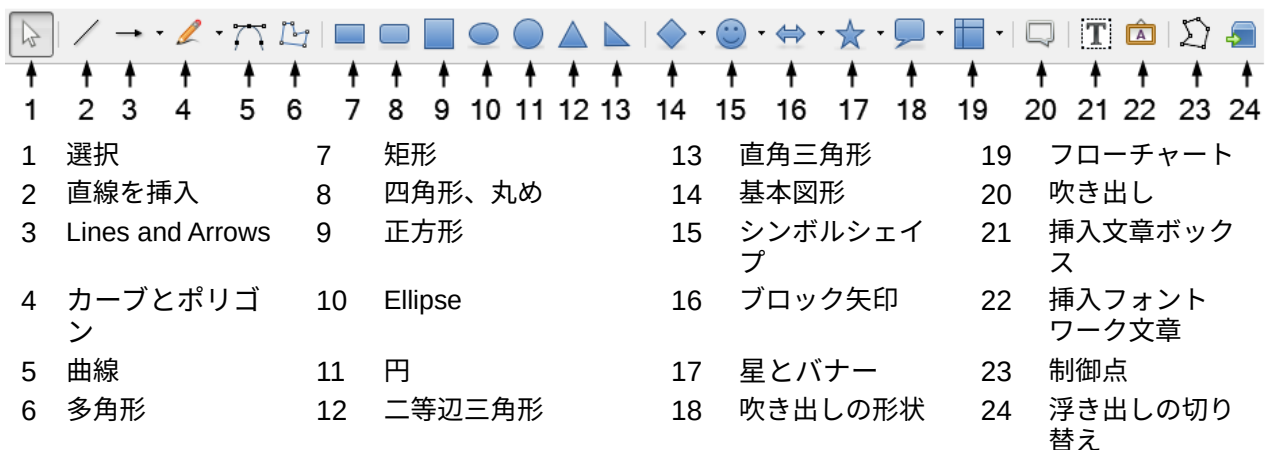 T A
1 2 3 4 5 6 7 8 9 10 11 12 13 14 15 16 17 18 19 20 21 22 23 24
1 選択 7 矩形 13 直角三角形 19 フローチャート
2 直線を挿入 8 四角形、丸め 14 基本図形 20 吹き出し
3 Lines and Arrows 9 正方形 15 シンボルシェイ 21 挿入文章ボック
プ ス
4 カーブとポリゴ 10 Ellipse 16 ブロック矢印 22 挿入フォント
ン ワーク文章
5 曲線 11 円 17 星とバナー 23 制御点
6 多角形 12 二等辺三角形 18 吹き出しの形状 24 浮き出しの切り
替え